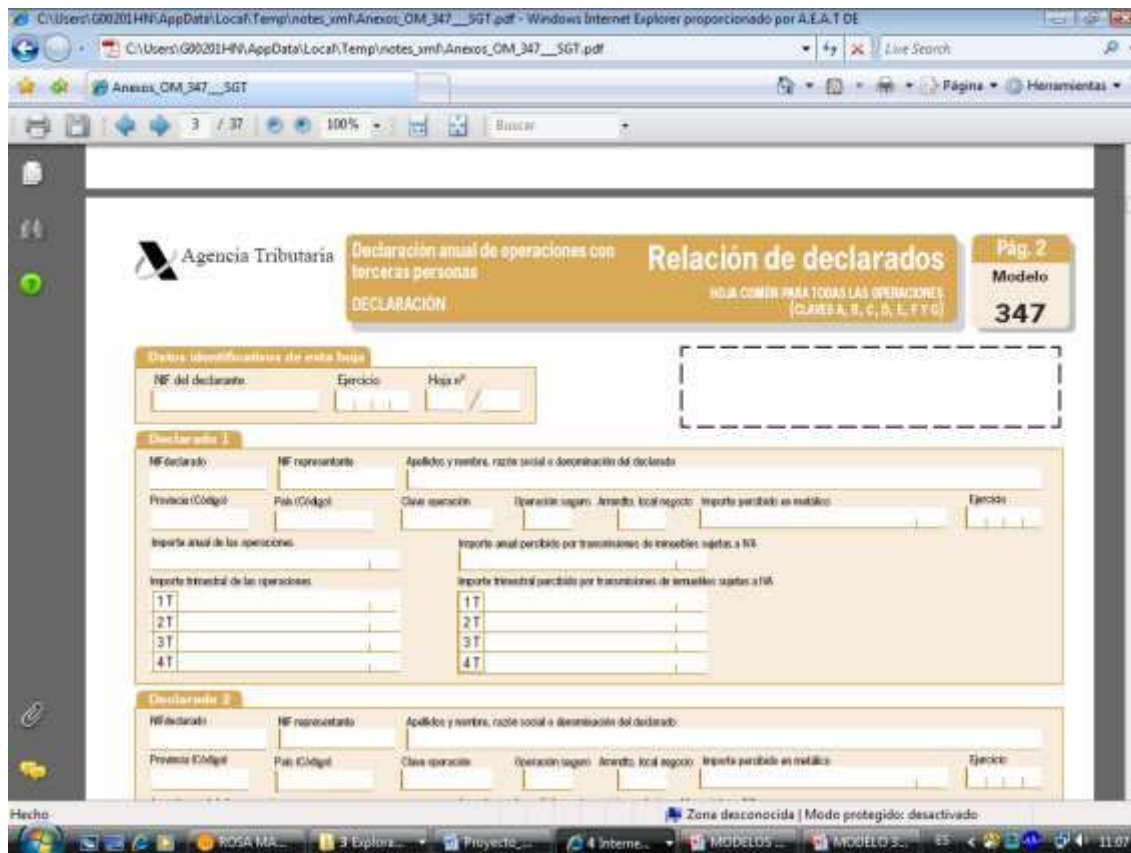 C:\Users\G00201HN\AppData\Local\Temp\notes_xml\Anexos_OM_347__SGT.pdf - Windows Internet Explorer proporcionado por A.E.A.T DE
C:\Users\G00201HN\AppData\Local\Temp\notes_xml\Anexos_OM_347__SGT.pdf
Live Search
Anexos_OM_347__SGT
Página
Herramientas
3 / 37
100%
Buscar
Agencia Tributaria
Declaración anual de operaciones con
terceras personas
DECLARACIÓN
Relación de declarados
HOJA COMÚN PARA TODAS LAS OPERACIONES
(CLAVES A, B, C, D, E, F Y G)
Pág. 2
Modelo
347
Datos identificativos de esta hoja
NIF del declarante
Ejercicio
Hoja nº
/
Declarado 1
NIF declarado
NIF representante
Apellidos y nombre, razón social o denominación del declarado
Provincia (Código)
País (Código)
Clave operación
Operación seguro
Arrendto. local negocio
Importe percibido en metálico
Ejercicio
Importe anual de las operaciones
Importe anual percibido por transmisiones de inmuebles sujetas a IVA
Importe trimestral de las operaciones
Importe trimestral percibido por transmisiones de inmuebles sujetas a IVA
1T
2T
3T
4T
1T
2T
3T
4T
Declarado 2
NIF declarado
NIF representante
Apellidos y nombre, razón social o denominación del declarado
Provincia (Código)
País (Código)
Clave operación
Operación seguro
Arrendto. local negocio
Importe percibido en metálico
Ejercicio
Hecho
Zona desconocida | Modo protegido: desactivado
ROSA MA...
3 Explora...
Proyecto_...
4 Interne...
MODELOS ...
MODELO 3...
ES
11:07